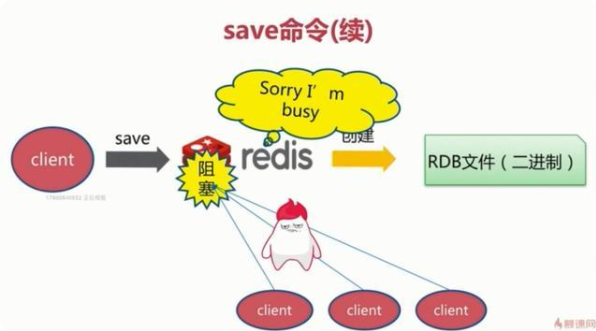 save命令(续)
Sorry I'm
busy
save
client
redis
创建
RDB文件（二进制）
阻
塞
client
client
client
慕课网